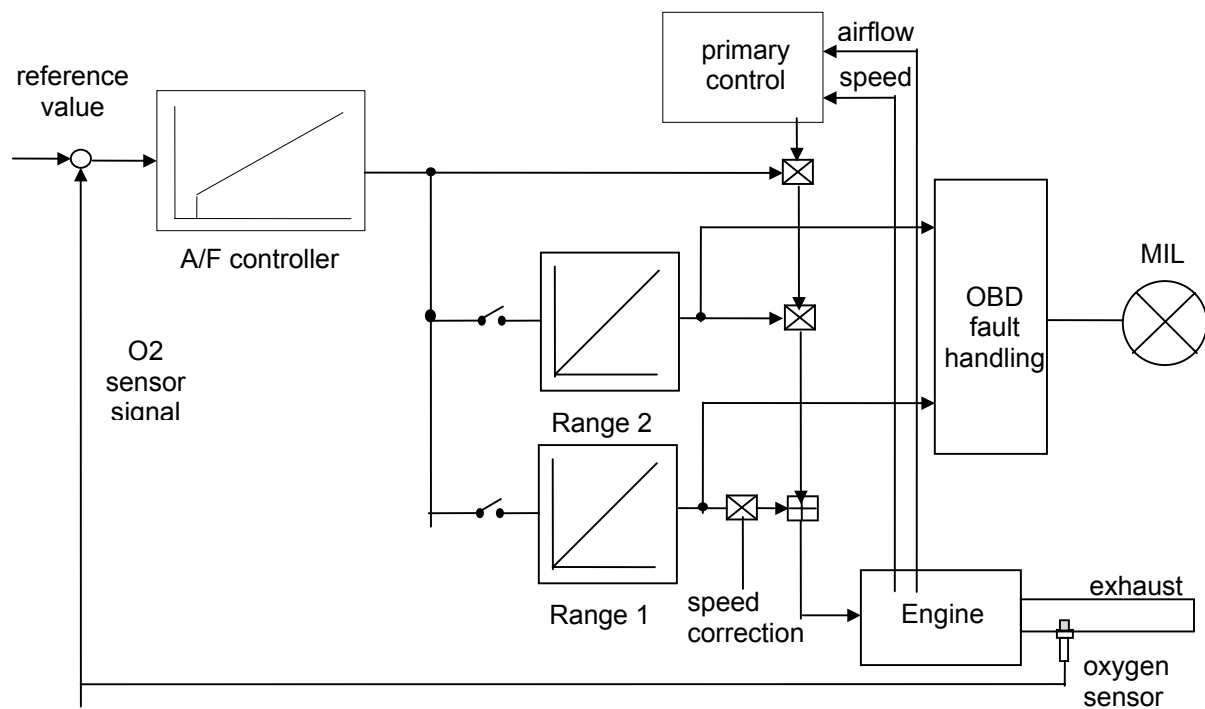 reference
value
A/F controller
primary
control
airflow
speed
O2
sensor
signal
Range 2
Range 1
speed
correction
OBD
fault
handling
MIL
Engine
exhaust
oxygen
sensor